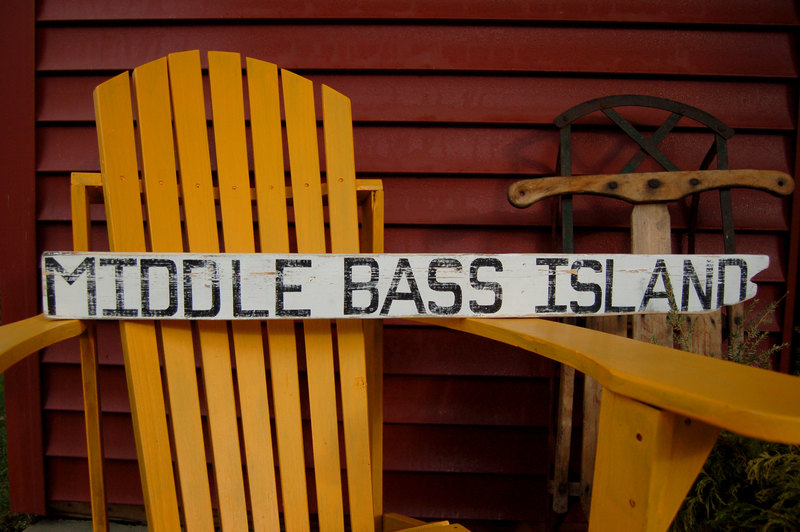 MIDDLE BASS ISLAND